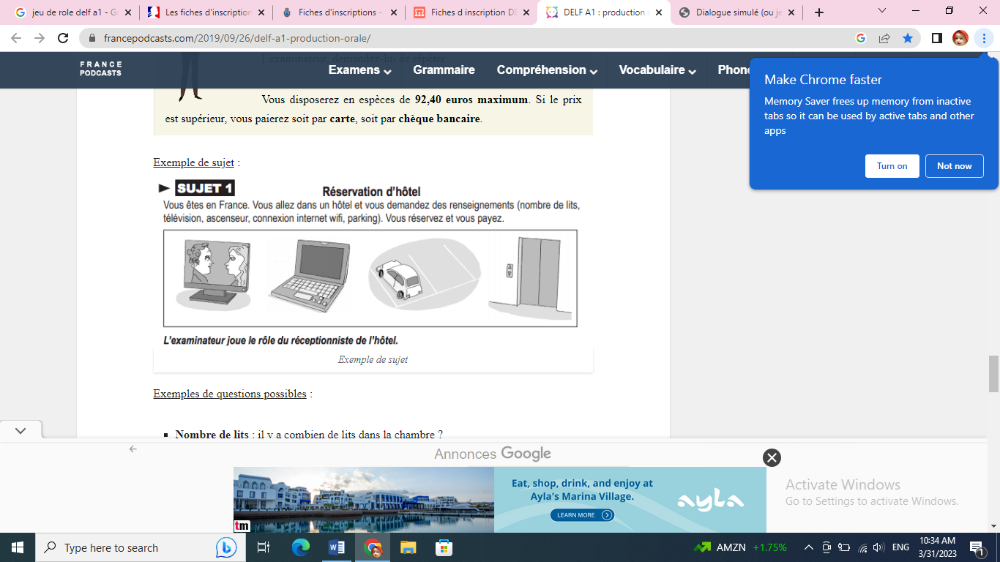 jeu de role delf a1 - Go
Les fiches d'inscription
Fiches d'inscriptions -
Fiches d inscription DE
DELF A1 : production
Dialogue simulé (ou je
francepodcasts.com/2019/09/26/delf-a1-production-orale/
FRANCE
PODCASTS
Examens
Grammaire
Compréhension
Vocabulaire
Phon
L'examinateur, demandez-lui de répéter
Make Chrome faster
Memory Saver frees up memory from inactive
tabs so it can be used by active tabs and other
apps
Turn on
Not now
Vous disposerez en espèces de 92,40 euros maximum. Si le prix
est supérieur, vous paierez soit par carte, soit par chèque bancaire.
Exemple de sujet :
► SUJET 1
Réservation d'hôtel
Vous êtes en France. Vous allez dans un hôtel et vous demandez des renseignements (nombre de lits,
télévision, ascenseur, connexion internet wifi, parking). Vous réservez et vous payez.
L'examinateur joue le rôle du réceptionniste de l'hôtel.
Exemple de sujet
Exemples de questions possibles :
▪ Nombre de lits : il y a combien de lits dans la chambre ?
Annonces Google
Eat, shop, drink, and enjoy at
Ayla's Marina Village.
LEARN MORE
ayla
tm
Activate Windows
Go to Settings to activate Windows.
Type here to search
AMZN +1.75%
ENG
10:34 AM
3/31/2023
1